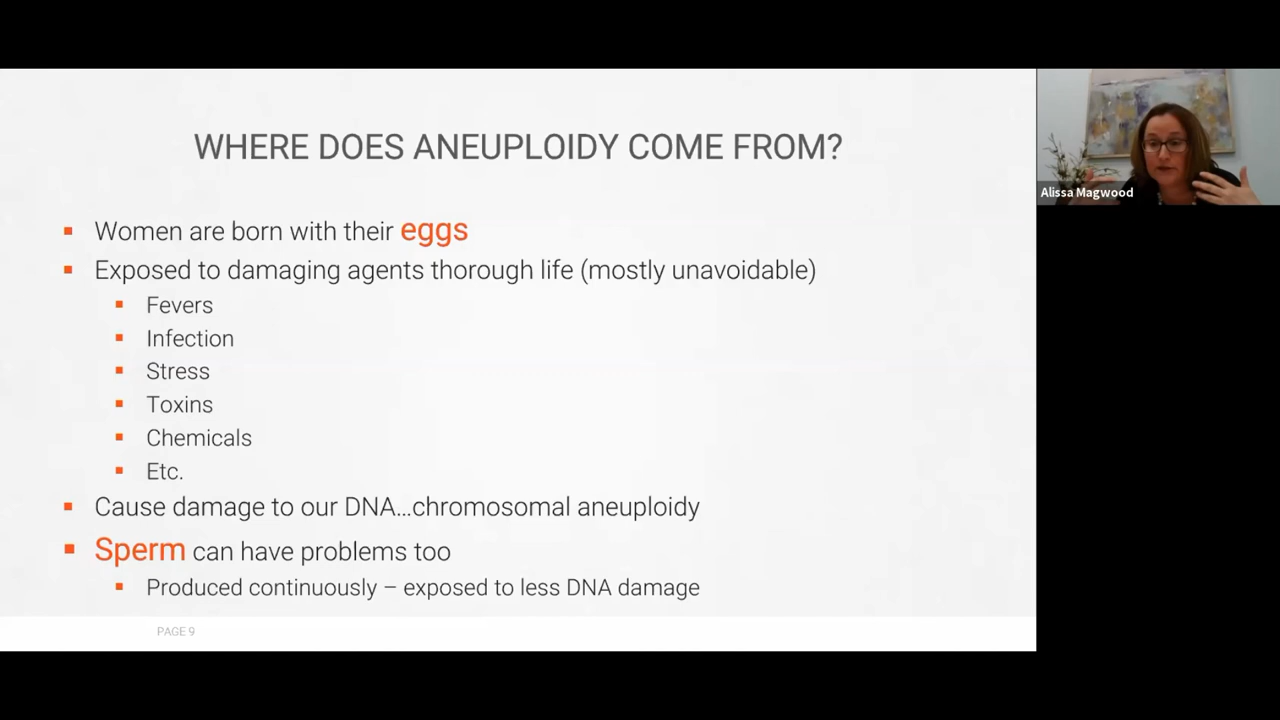 WHERE DOES ANEUPLOIDY COME FROM?
Women are born with their eggs
Exposed to damaging agents thorough life (mostly unavoidable)
Fevers
Infection
Stress
Toxins
Chemicals
Etc.
Cause damage to our DNA...chromosomal aneuploidy
Sperm can have problems too
Produced continuously – exposed to less DNA damage
PAGE 9
Alissa Magwood